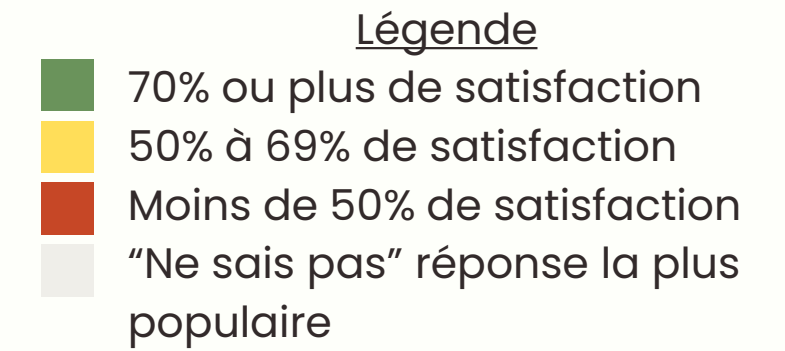 Légende
70% ou plus de satisfaction
50% à 69% de satisfaction
Moins de 50% de satisfaction
“Ne sais pas” réponse la plus
populaire